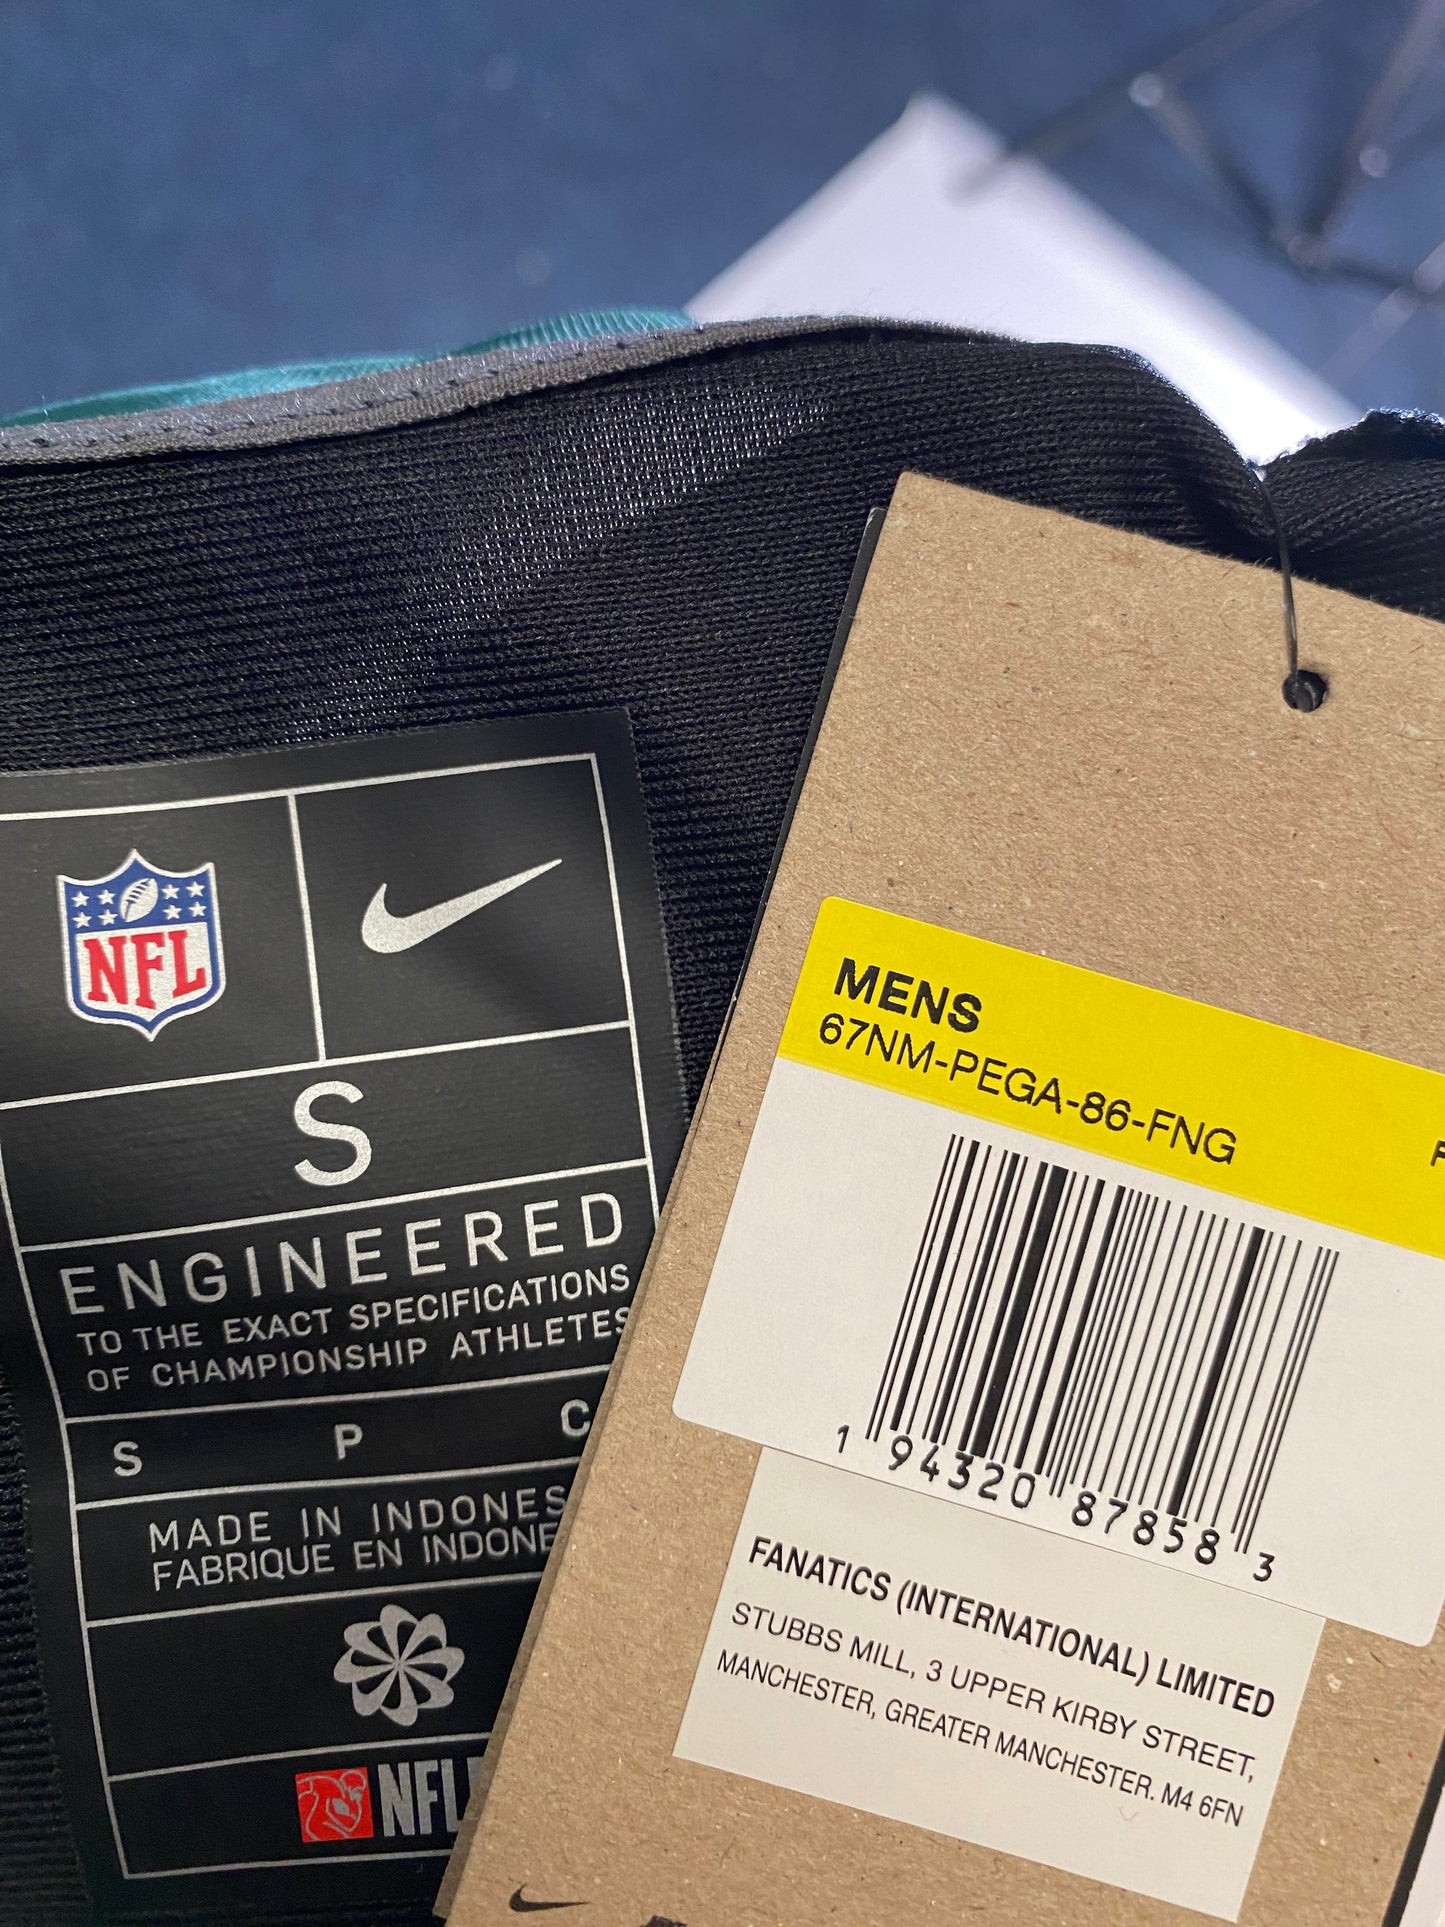 NFL
S
ENGINEERED
TO THE EXACT SPECIFICATIONS
OF CHAMPIONSHIP ATHLETES
S P C
MADE IN INDONES
FABRIQUE EN INDONE
NFL
MENS
67NM-PEGA-86-FNG
1 94320 87858 3
FANATICS (INTERNATIONAL) LIMITED
STUBBS MILL, 3 UPPER KIRBY STREET,
MANCHESTER, GREATER MANCHESTER. M4 6FN